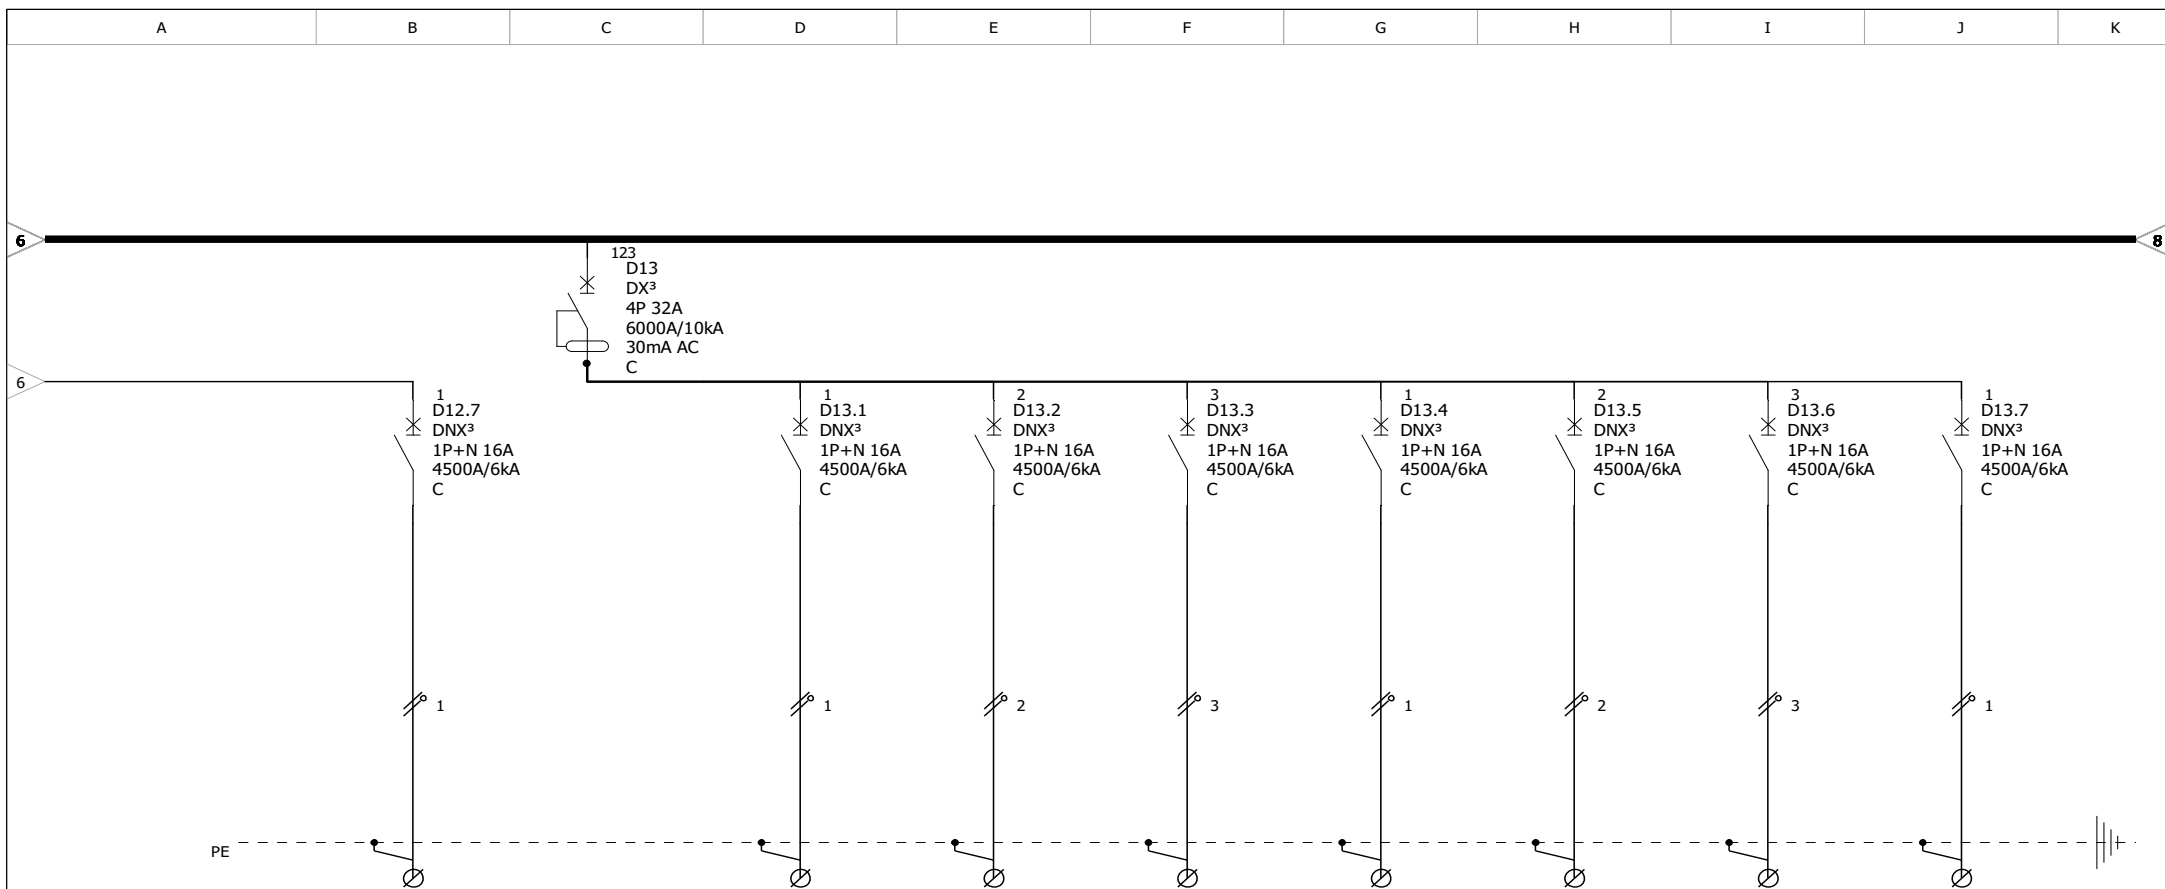 A B C D E F G H I J K
6
8
123
D13
DX³
4P 32A
6000A/10kA
30mA AC
C
6
1
D12.7
DNX³
1P+N 16A
4500A/6kA
C
1
D13.1
DNX³
1P+N 16A
4500A/6kA
C
2
D13.2
DNX³
1P+N 16A
4500A/6kA
C
3
D13.3
DNX³
1P+N 16A
4500A/6kA
C
1
D13.4
DNX³
1P+N 16A
4500A/6kA
C
2
D13.5
DNX³
1P+N 16A
4500A/6kA
C
3
D13.6
DNX³
1P+N 16A
4500A/6kA
C
1
D13.7
DNX³
1P+N 16A
4500A/6kA
C
1 1 2 3 1 2 3 1
PE